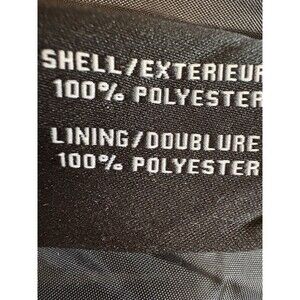 SHELL/EXTERIEUR
100% POLYESTER
LINING/DOUBLURE
100% POLYESTER